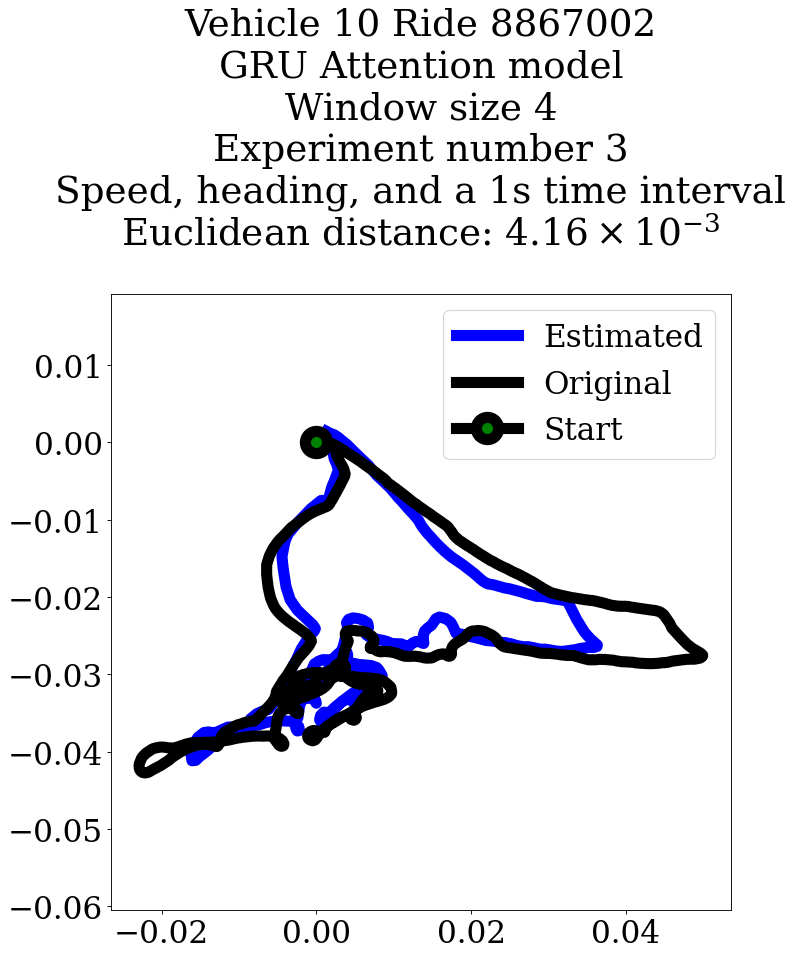 Vehicle 10 Ride 8867002
GRU Attention model
Window size 4
Experiment number 3
Speed, heading, and a 1s time interval
Euclidean distance: 4.16 × 10⁻³
Estimated
Original
Start
0.01
0.00
−0.01
−0.02
−0.03
−0.04
−0.05
−0.06
−0.02
0.00
0.02
0.04